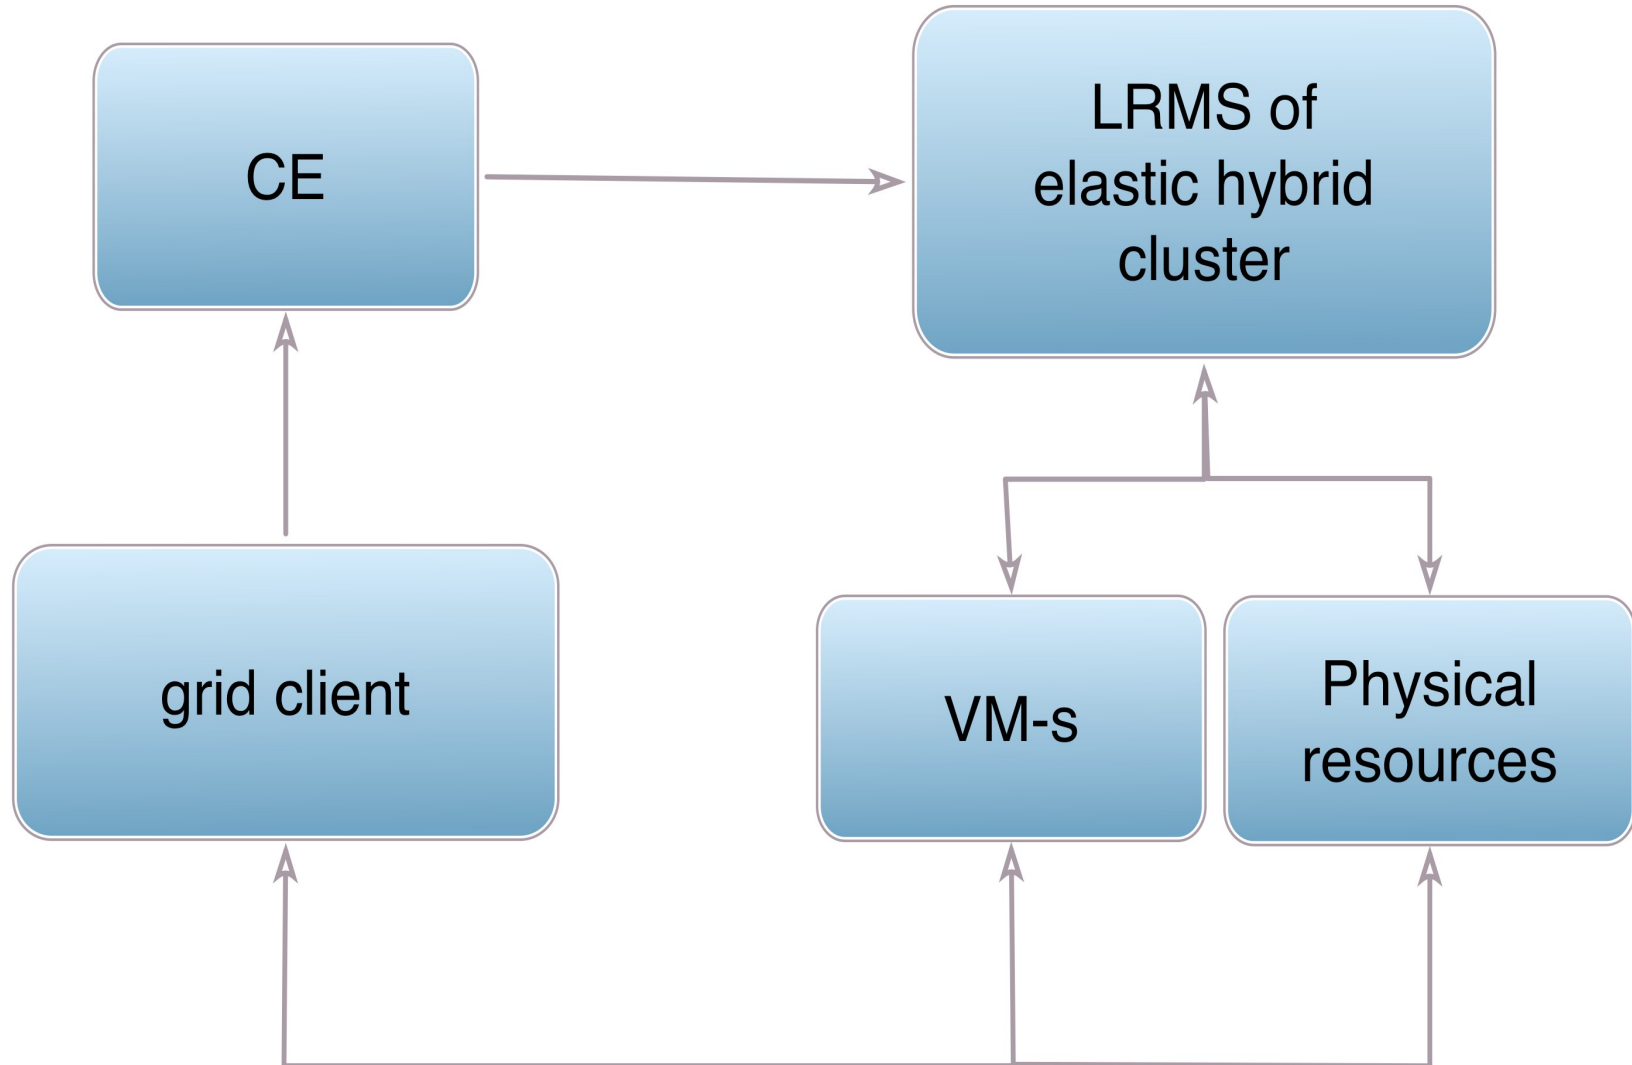 CE
LRMS of
elastic hybrid
cluster
grid client
VM-s
Physical
resources